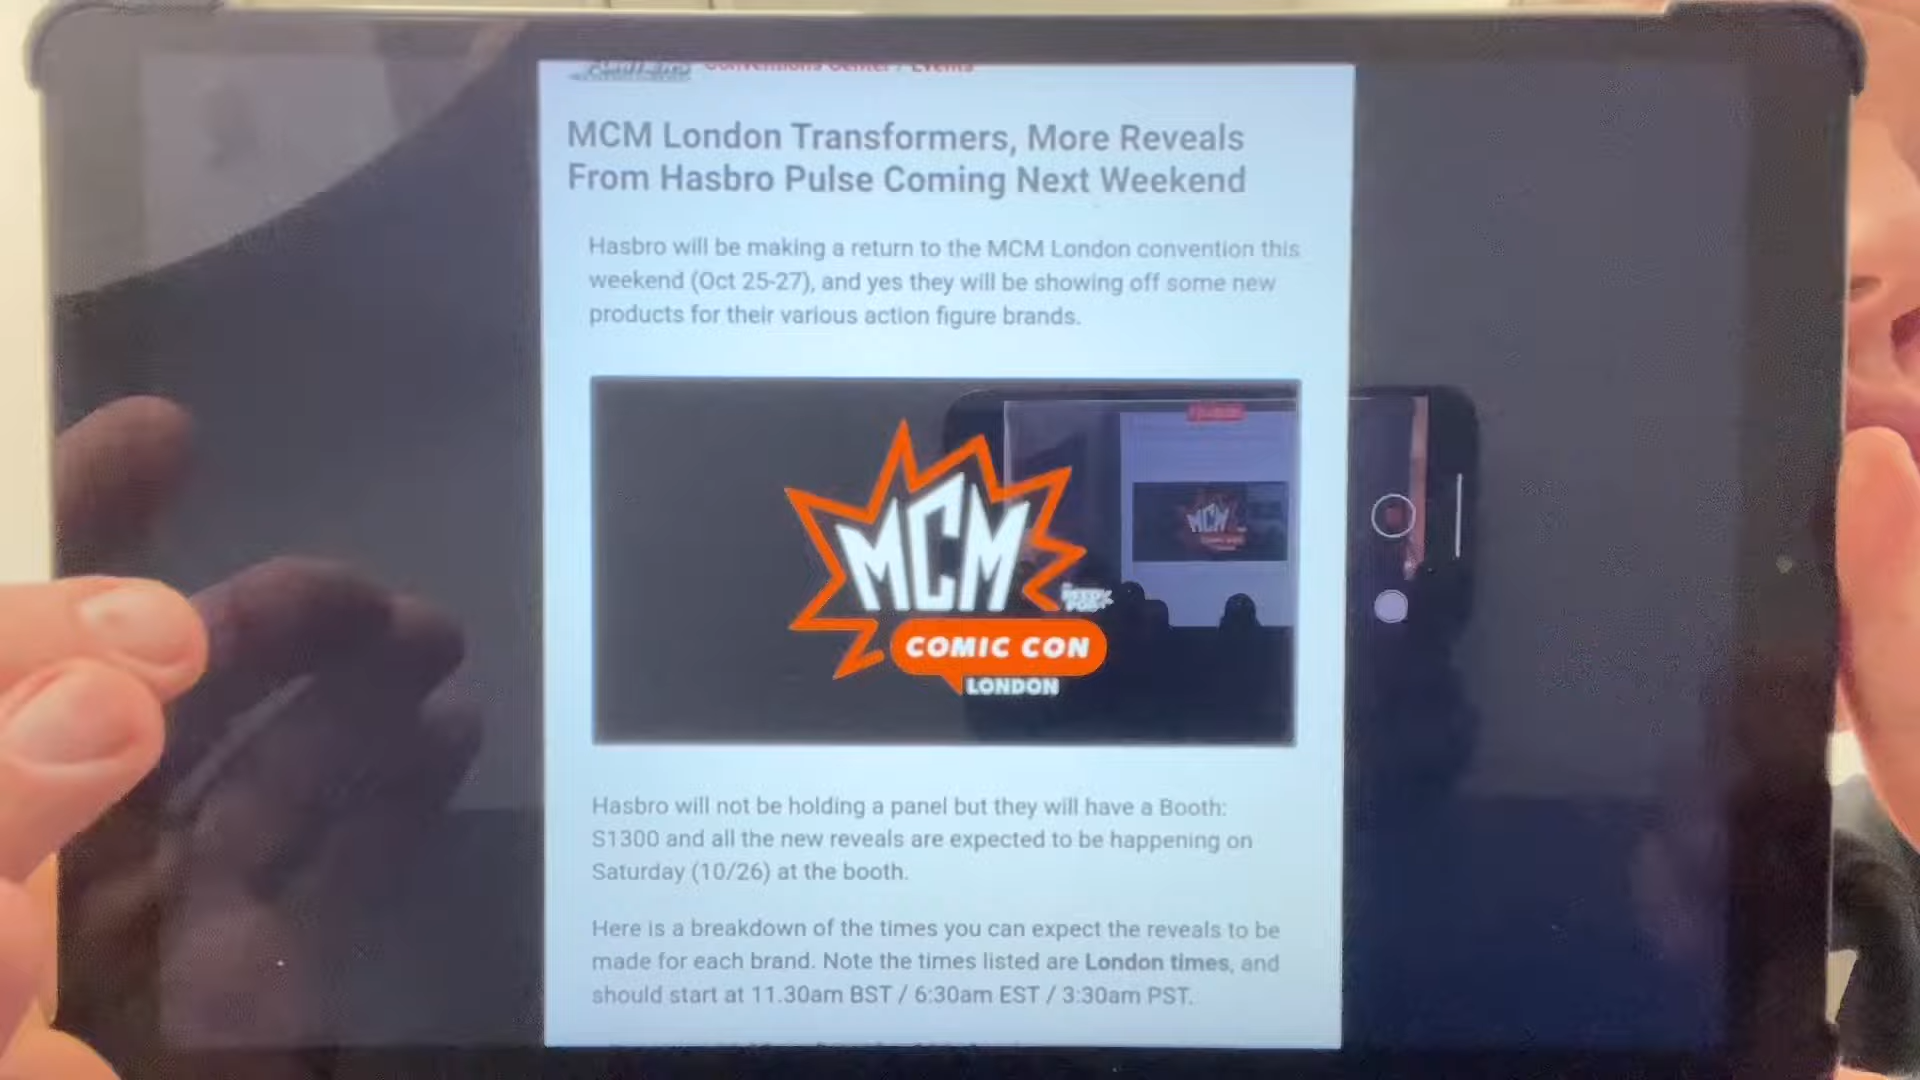 Conventions Center / Events
MCM London Transformers, More Reveals
From Hasbro Pulse Coming Next Weekend
Hasbro will be making a return to the MCM London convention this
weekend (Oct 25-27), and yes they will be showing off some new
products for their various action figure brands.
MCM
COMIC CON
LONDON
MCM
Hasbro will not be holding a panel but they will have a Booth:
S1300 and all the new reveals are expected to be happening on
Saturday (10/26) at the booth.
Here is a breakdown of the times you can expect the reveals to be
made for each brand. Note the times listed are London times, and
should start at 11.30am BST / 6:30am EST / 3:30am PST.